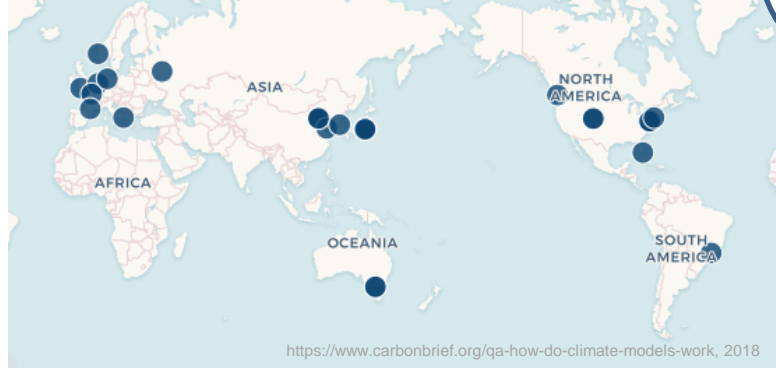 ASIA
NORTH
AMERICA
AFRICA
OCEANIA
SOUTH
AMERICA
https://www.carbonbrief.org/qa-how-do-climate-models-work, 2018